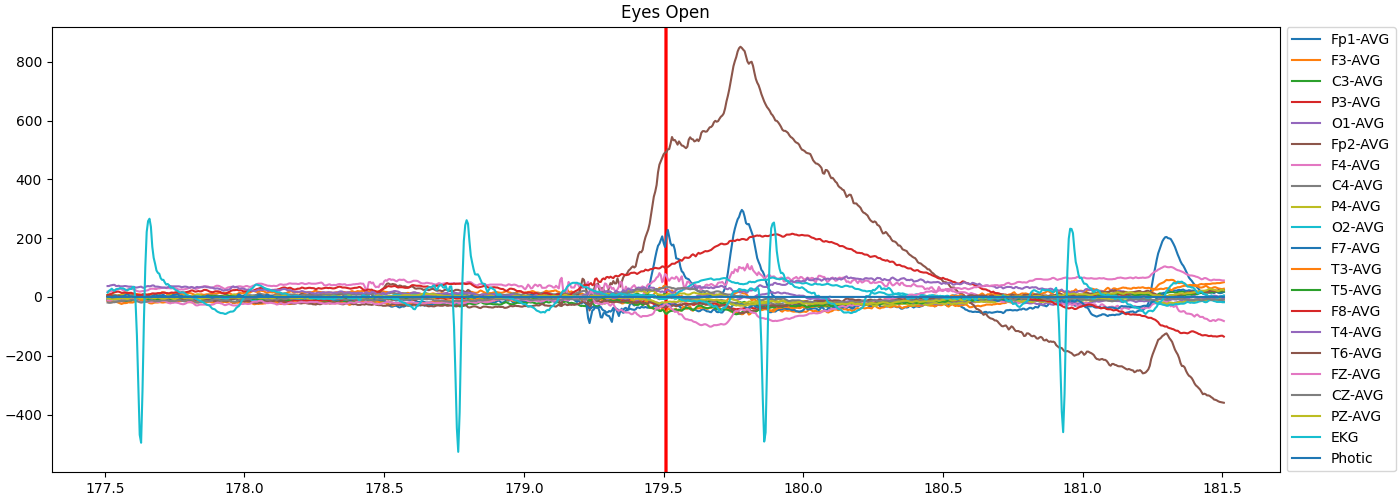 Eyes Open
800
600
400
200
0
−200
−400
177.5 178.0 178.5 179.0 179.5 180.0 180.5 181.0 181.5
Fp1-AVG
F3-AVG
C3-AVG
P3-AVG
O1-AVG
Fp2-AVG
F4-AVG
C4-AVG
P4-AVG
O2-AVG
F7-AVG
T3-AVG
T5-AVG
F8-AVG
T4-AVG
T6-AVG
FZ-AVG
CZ-AVG
PZ-AVG
EKG
Photic